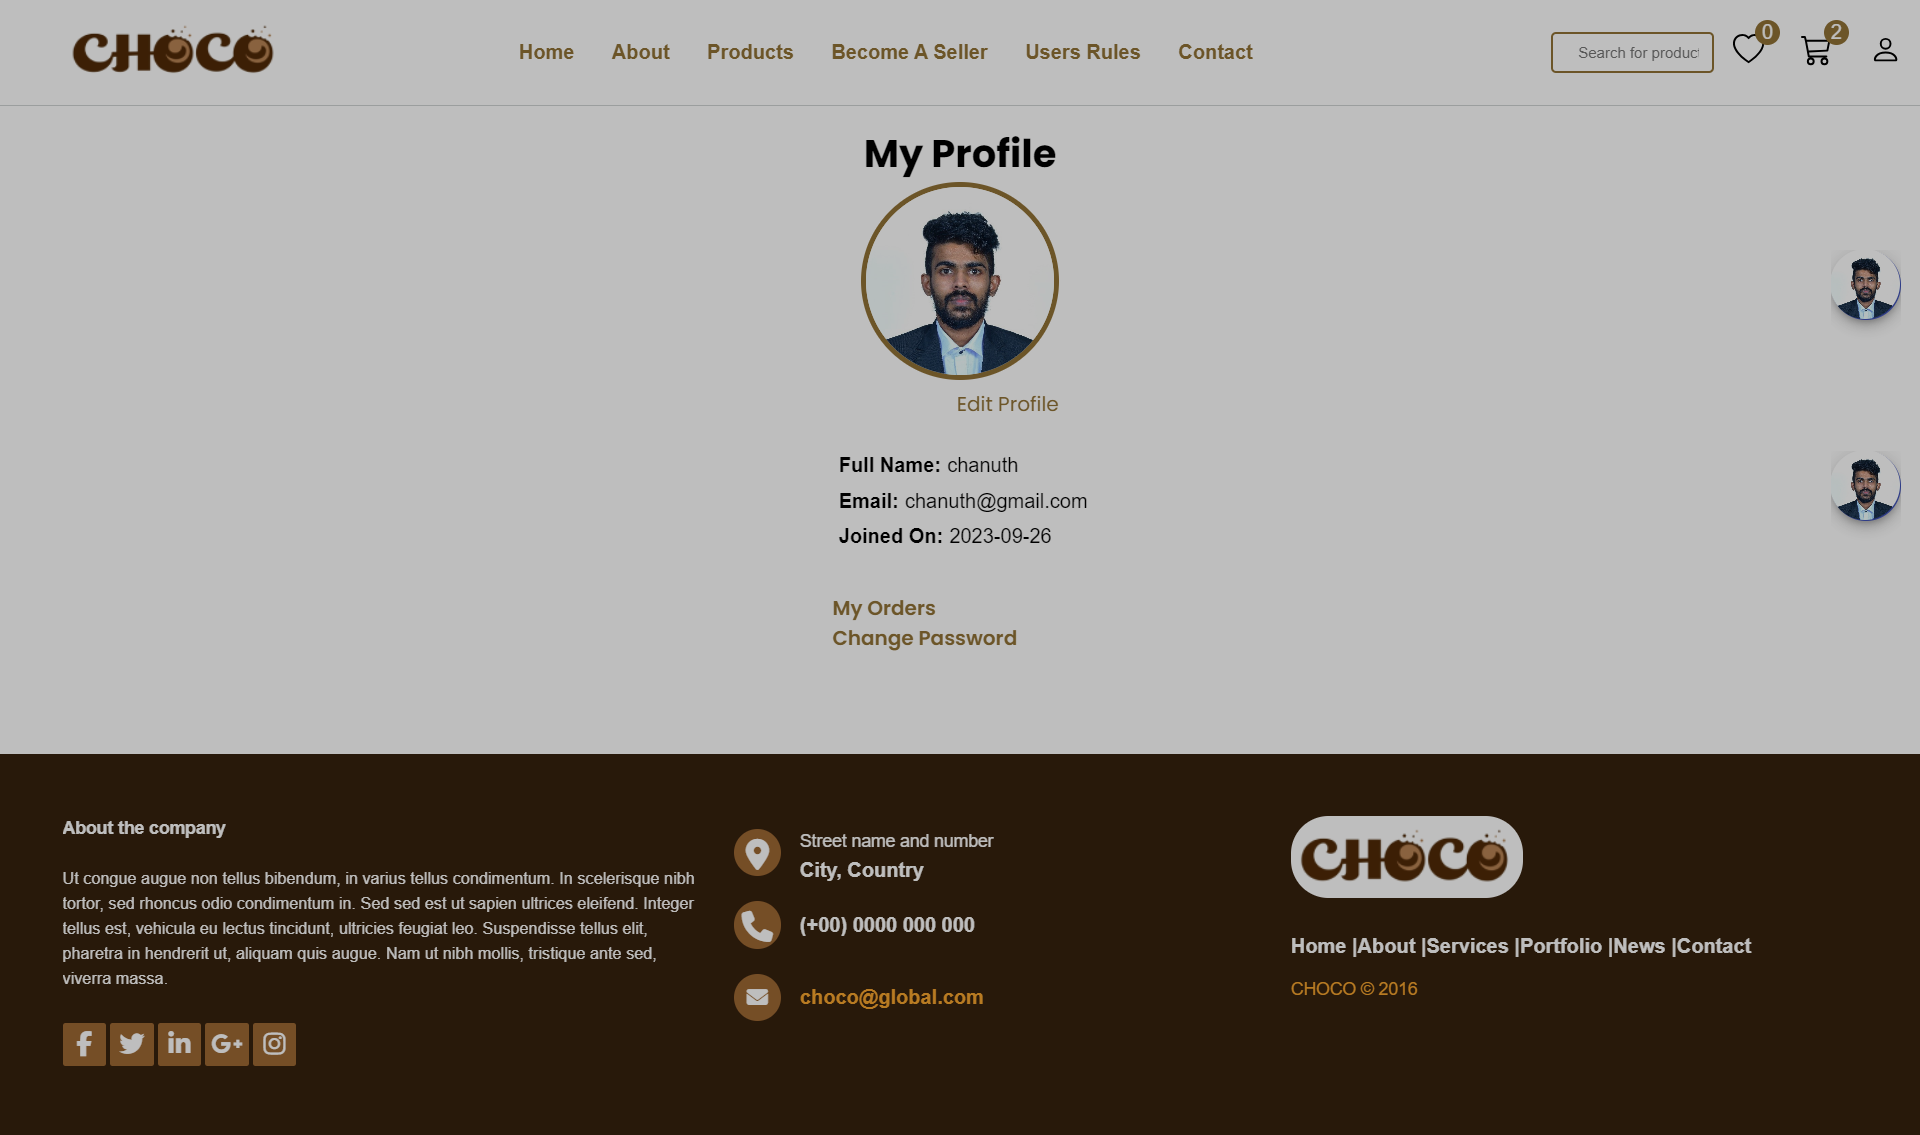 CHOCO
Home About Products Become A Seller Users Rules Contact
Search for product
0
2
My Profile
Edit Profile
Full Name: chanuth
Email: chanuth@gmail.com
Joined On: 2023-09-26
My Orders
Change Password
About the company
Ut congue augue non tellus bibendum, in varius tellus condimentum. In scelerisque nibh
tortor, sed rhoncus odio condimentum in. Sed sed est ut sapien ultrices eleifend. Integer
tellus est, vehicula eu lectus tincidunt, ultricies feugiat leo. Suspendisse tellus elit,
pharetra in hendrerit ut, aliquam quis augue. Nam ut nibh mollis, tristique ante sed,
viverra massa.
Street name and number
City, Country
(+00) 0000 000 000
choco@global.com
CHOCO
Home |About |Services |Portfolio |News |Contact
CHOCO © 2016